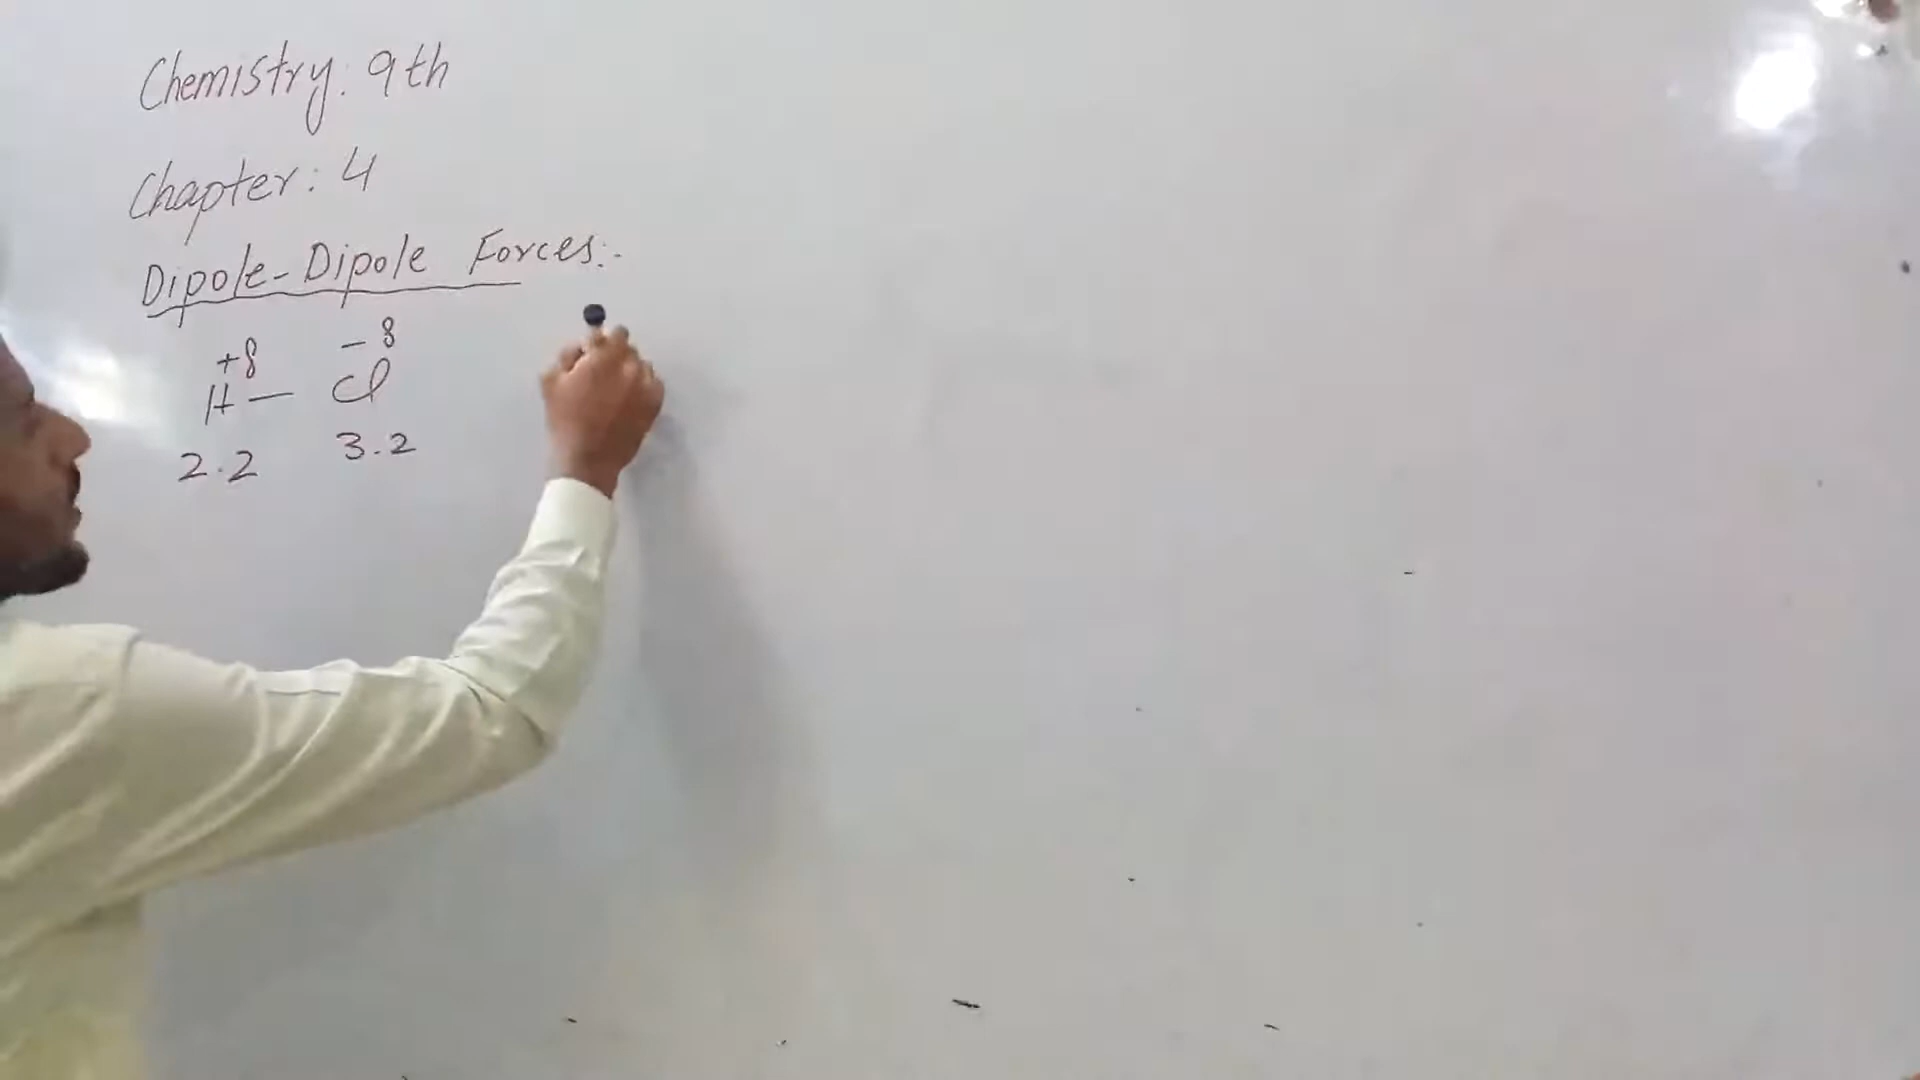 Chemistry: 9th
Chapter: 4
Dipole-Dipole Forces:-
+δ -δ
H — Cl
2.2 3.2